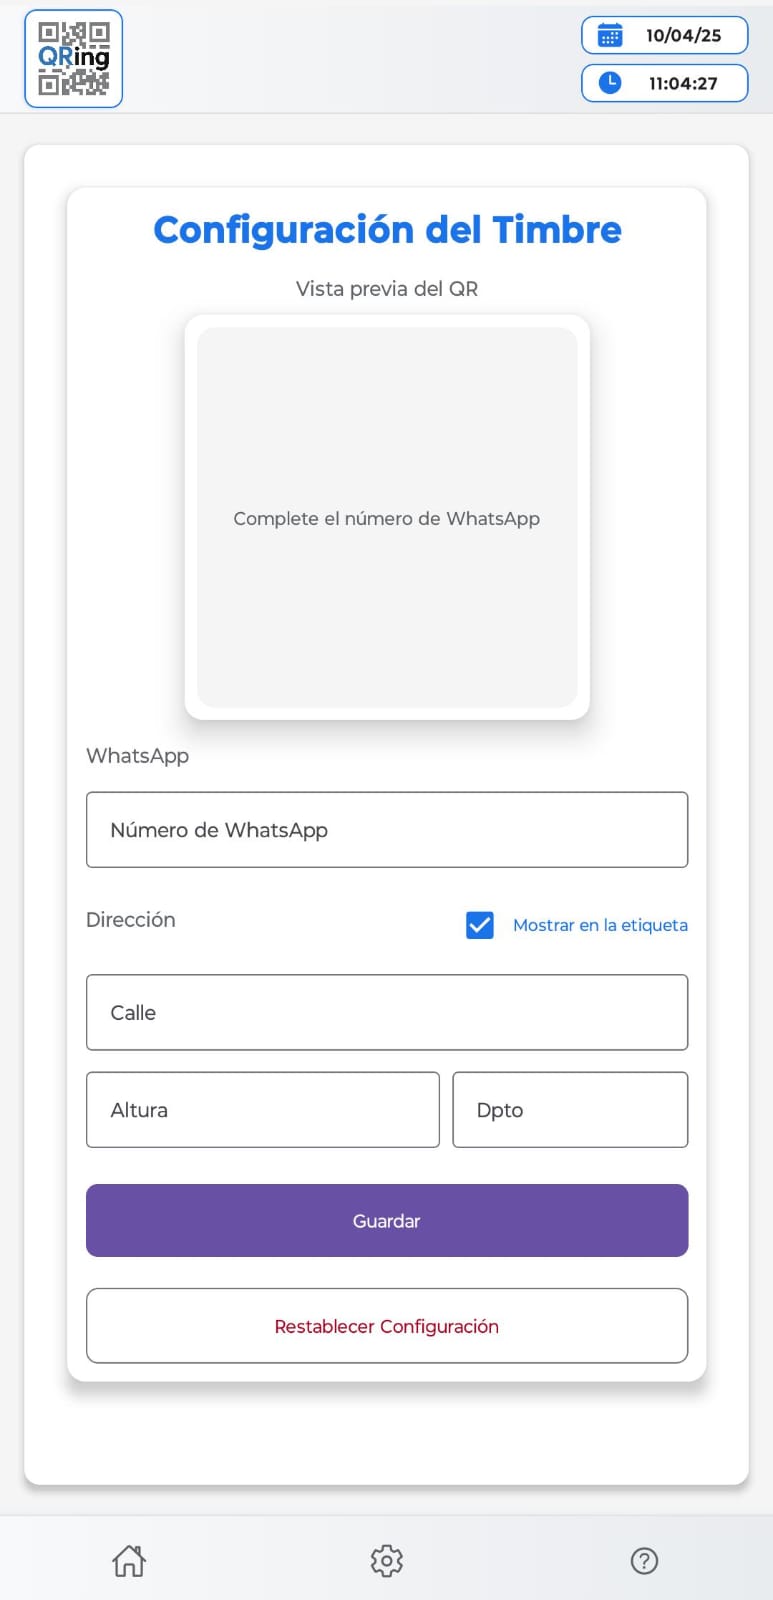 QRing
10/04/25
11:04:27
Configuración del Timbre
Vista previa del QR
Complete el número de WhatsApp
WhatsApp
Número de WhatsApp
Dirección
Mostrar en la etiqueta
Calle
Altura
Dpto
Guardar
Restablecer Configuración
?